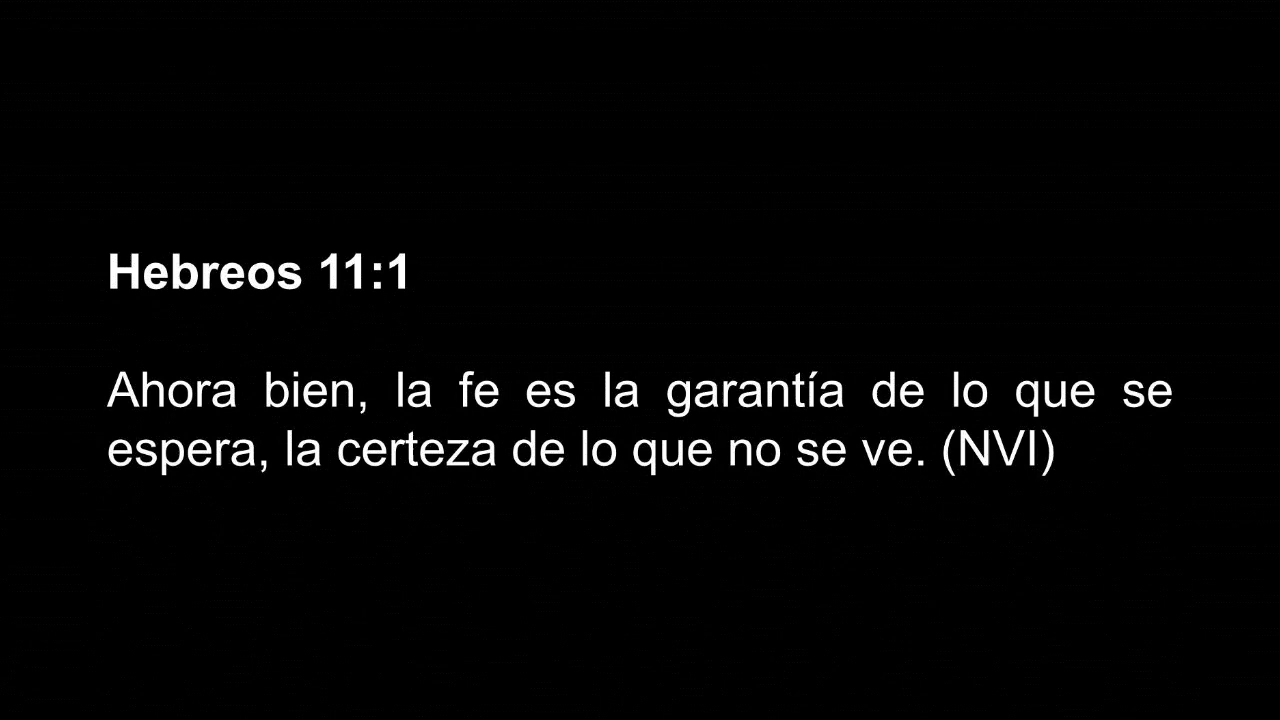 Hebreos 11:1
Ahora bien, la fe es la garantía de lo que se
espera, la certeza de lo que no se ve. (NVI)